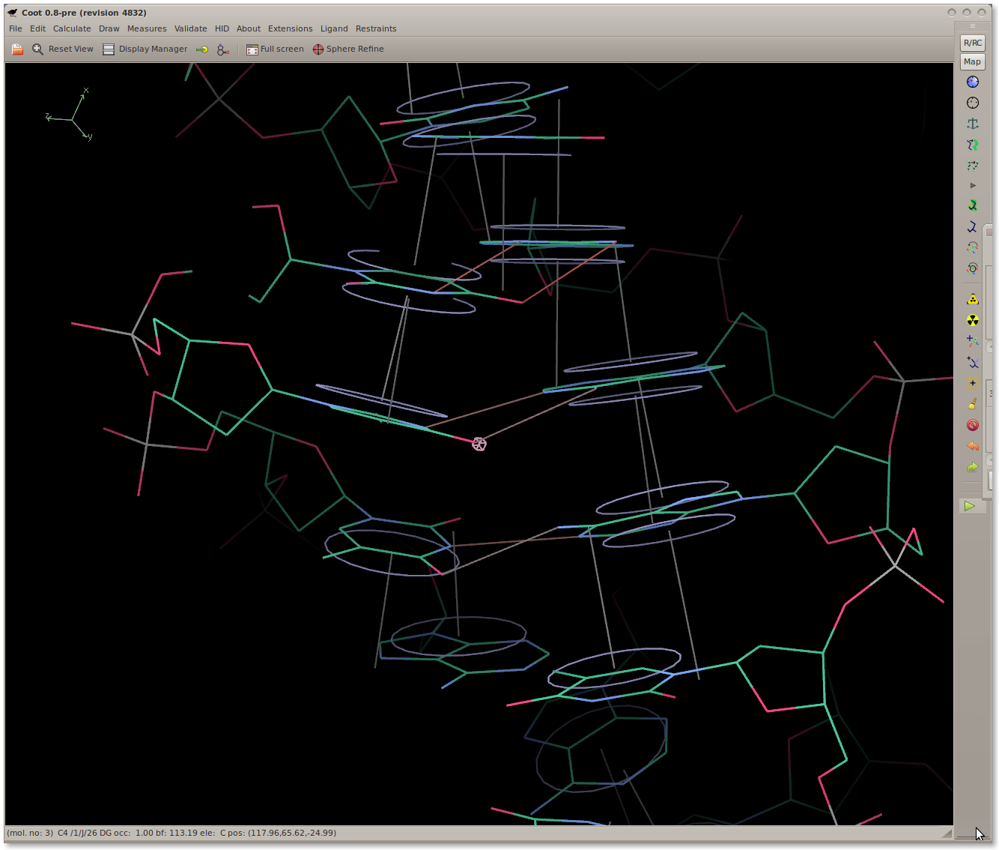 Coot 0.8-pre (revision 4832)
File Edit Calculate Draw Measures Validate HID About Extensions Ligand Restraints
Reset View Display Manager Full screen Sphere Refine
R/RC
Map
x
z
y
(mol. no: 3) C4 /1/J/26 DG occ: 1.00 bf: 113.19 ele: C pos: (117.96,65.62,-24.99)